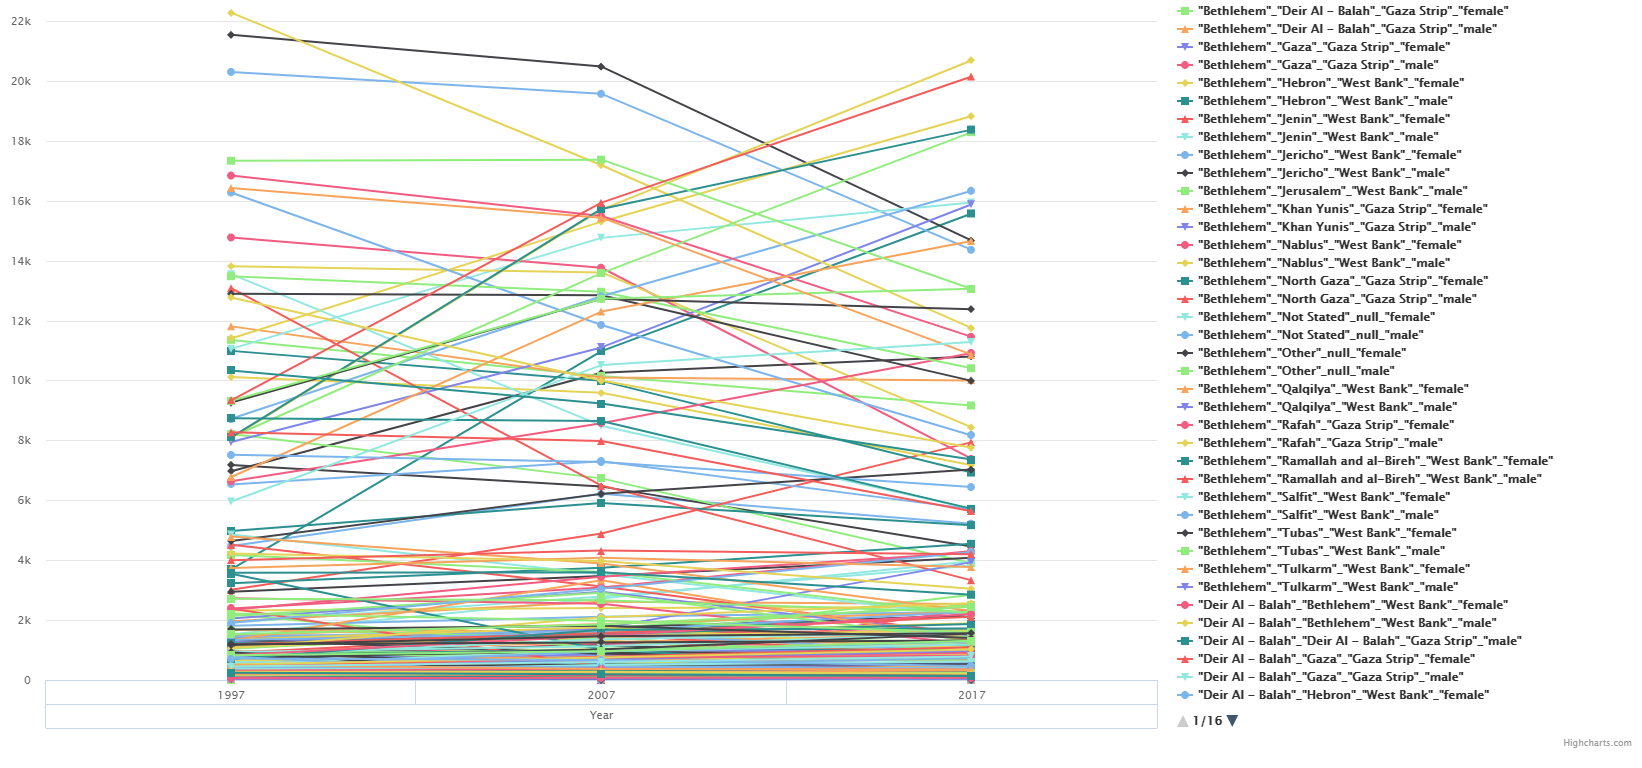 22k
20k
18k
16k
14k
12k
10k
8k
6k
4k
2k
0
1997
2007
2017
Year
"Bethlehem"_"Deir Al - Balah"_"Gaza Strip"_"female"
"Bethlehem"_"Deir Al - Balah"_"Gaza Strip"_"male"
"Bethlehem"_"Gaza"_"Gaza Strip"_"female"
"Bethlehem"_"Gaza"_"Gaza Strip"_"male"
"Bethlehem"_"Hebron"_"West Bank"_"female"
"Bethlehem"_"Hebron"_"West Bank"_"male"
"Bethlehem"_"Jenin"_"West Bank"_"female"
"Bethlehem"_"Jenin"_"West Bank"_"male"
"Bethlehem"_"Jericho"_"West Bank"_"female"
"Bethlehem"_"Jericho"_"West Bank"_"male"
"Bethlehem"_"Jerusalem"_"West Bank"_"male"
"Bethlehem"_"Khan Yunis"_"Gaza Strip"_"female"
"Bethlehem"_"Khan Yunis"_"Gaza Strip"_"male"
"Bethlehem"_"Nablus"_"West Bank"_"female"
"Bethlehem"_"Nablus"_"West Bank"_"male"
"Bethlehem"_"North Gaza"_"Gaza Strip"_"female"
"Bethlehem"_"North Gaza"_"Gaza Strip"_"male"
"Bethlehem"_"Not Stated"_null_"female"
"Bethlehem"_"Not Stated"_null_"male"
"Bethlehem"_"Other"_null_"female"
"Bethlehem"_"Other"_null_"male"
"Bethlehem"_"Qalqilya"_"West Bank"_"female"
"Bethlehem"_"Qalqilya"_"West Bank"_"male"
"Bethlehem"_"Rafah"_"Gaza Strip"_"female"
"Bethlehem"_"Rafah"_"Gaza Strip"_"male"
"Bethlehem"_"Ramallah and al-Bireh"_"West Bank"_"female"
"Bethlehem"_"Ramallah and al-Bireh"_"West Bank"_"male"
"Bethlehem"_"Salfit"_"West Bank"_"female"
"Bethlehem"_"Salfit"_"West Bank"_"male"
"Bethlehem"_"Tubas"_"West Bank"_"female"
"Bethlehem"_"Tubas"_"West Bank"_"male"
"Bethlehem"_"Tulkarm"_"West Bank"_"female"
"Bethlehem"_"Tulkarm"_"West Bank"_"male"
"Deir Al - Balah"_"Bethlehem"_"West Bank"_"female"
"Deir Al - Balah"_"Bethlehem"_"West Bank"_"male"
"Deir Al - Balah"_"Deir Al - Balah"_"Gaza Strip"_"male"
"Deir Al - Balah"_"Gaza"_"Gaza Strip"_"female"
"Deir Al - Balah"_"Gaza"_"Gaza Strip"_"male"
"Deir Al - Balah"_"Hebron"_"West Bank"_"female"
1/16
Highcharts.com